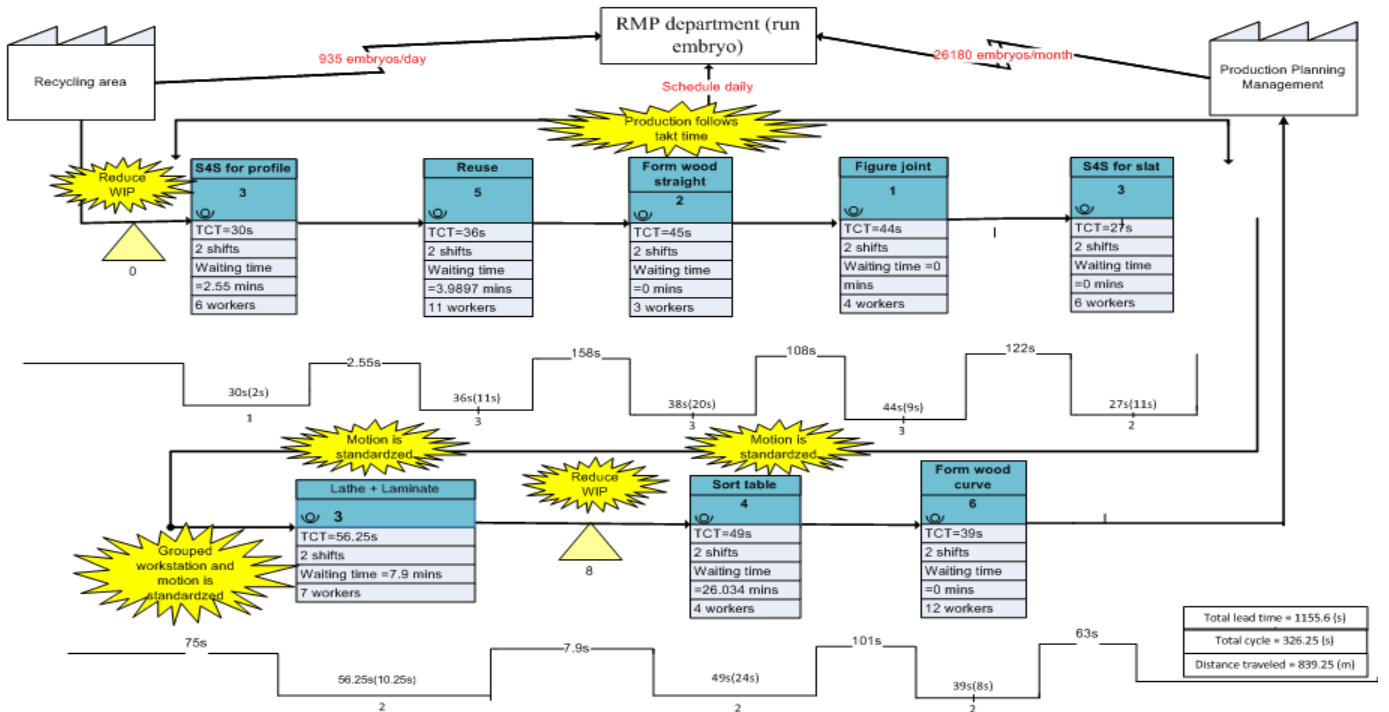 RMP department (run
embryo)
Recycling area
935 embryos/day
26180 embryos/month
Production Planning
Management
Schedule daily
Production follows
takt time
Reduce
WIP
0
S4S for profile
3
TCT=30s
2 shifts
Waiting time
=2.55 mins
6 workers
Reuse
5
TCT=36s
2 shifts
Waiting time
=3.9897 mins
11 workers
Form wood
straight
2
TCT=45s
2 shifts
Waiting time
=0 mins
3 workers
Figure joint
1
TCT=44s
2 shifts
Waiting time =0
mins
4 workers
S4S for slat
3
TCT=27s
2 shifts
Waiting time
=0 mins
6 workers
30s(2s)
1
2.55s
36s(11s)
3
158s
38s(20s)
3
108s
44s(9s)
3
122s
27s(11s)
2
Motion is
standardzed
Motion is
standardzed
Grouped
workstation and
motion is
standardzed
Lathe + Laminate
3
TCT=56.25s
2 shifts
Waiting time =7.9 mins
7 workers
Reduce
WIP
8
Sort table
4
TCT=49s
2 shifts
Waiting time
=26.034 mins
4 workers
Form wood
curve
6
TCT=39s
2 shifts
Waiting time
=0 mins
12 workers
75s
56.25s(10.25s)
2
7.9s
49s(24s)
2
101s
39s(8s)
2
63s
Total lead time = 1155.6 (s)
Total cycle = 326.25 (s)
Distance traveled = 839.25 (m)